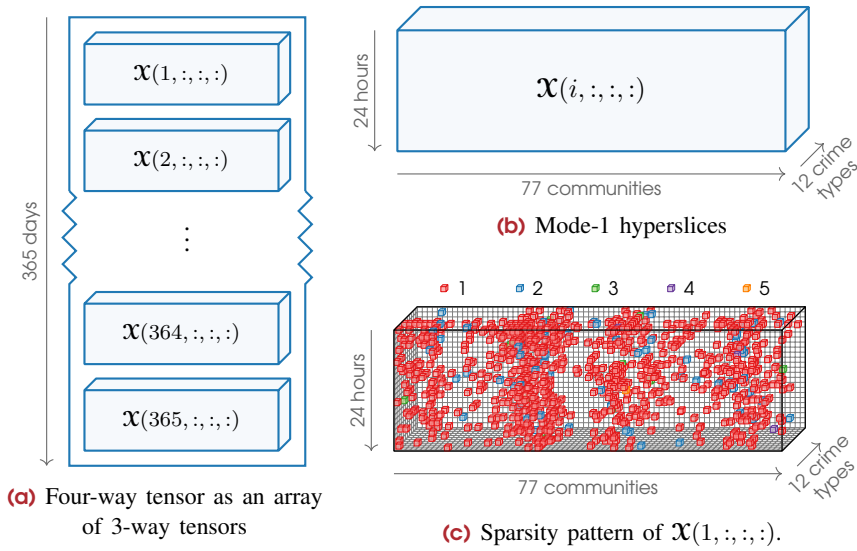 365 days
𝓧(1,:,:,:)
𝓧(2,:,:,:)
⋮
𝓧(364,:,:,:)
𝓧(365,:,:,:)
(a) Four-way tensor as an array
of 3-way tensors
24 hours
𝓧(i,:,:,:)
77 communities
12 crime
types
(b) Mode-1 hyperslices
1 2 3 4 5
24 hours
77 communities
12 crime
types
(c) Sparsity pattern of 𝓧(1,:,:,:).